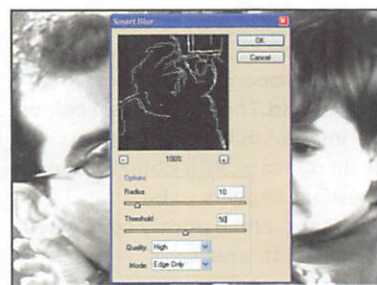 Smart Blur
OK
Cancel
100%
Options
Radius 10.
Threshold 50
Quality: High
Mode: Edge Only